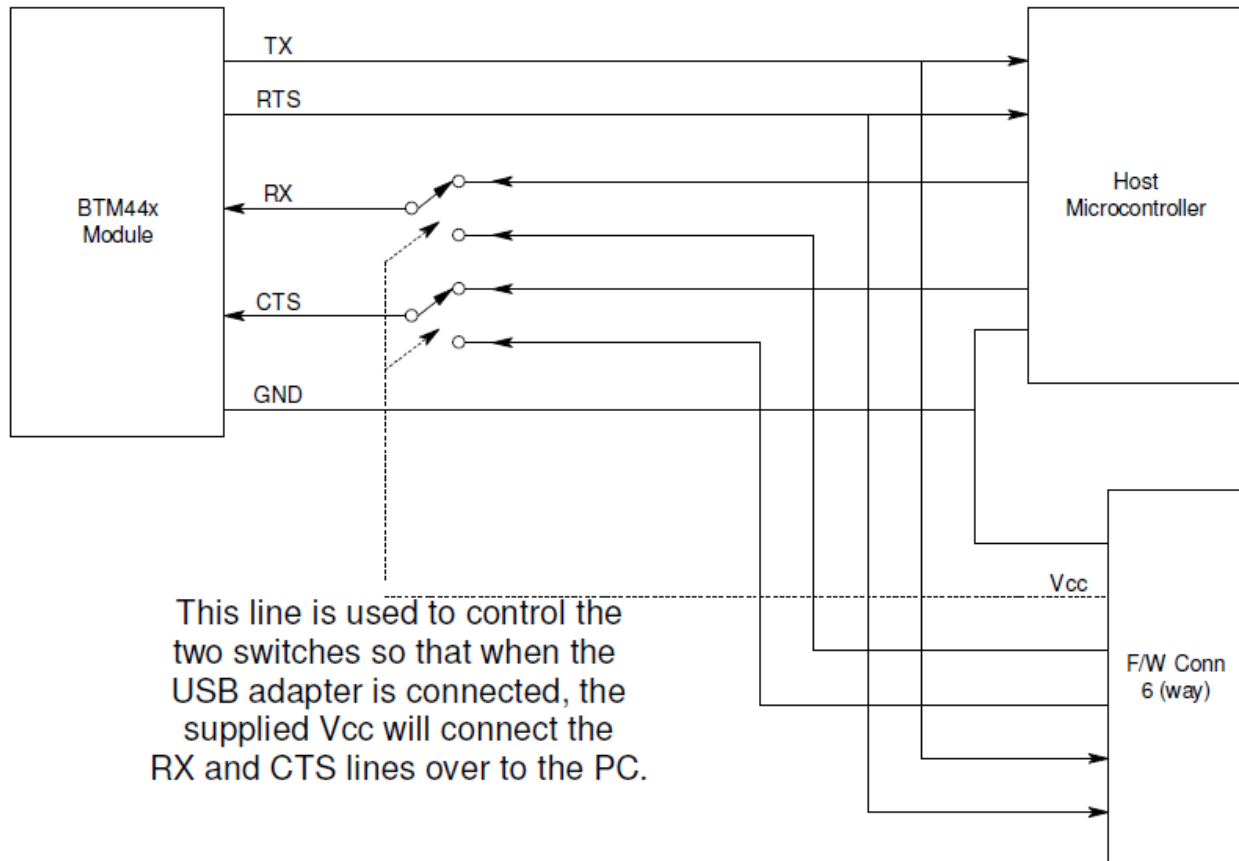 TX
RTS
RX
BTM44x
Module
Host
Microcontroller
CTS
GND
Vcc
This line is used to control the
two switches so that when the
USB adapter is connected, the
supplied Vcc will connect the
RX and CTS lines over to the PC.
F/W Conn
6 (way)